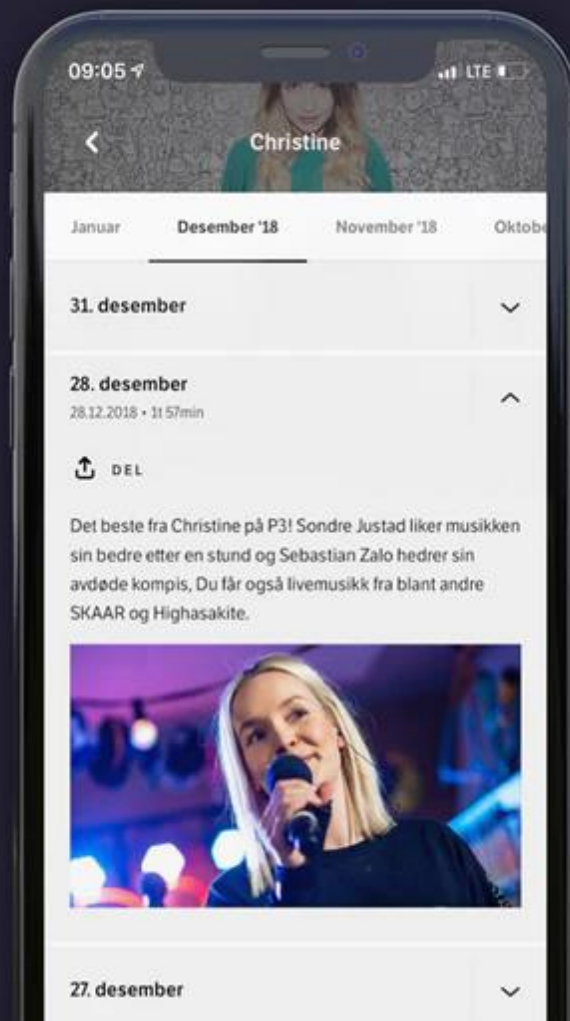 09:05
LTE
Christine
Januar
Desember '18
November '18
Oktobe
31. desember
28. desember
28.12.2018 • 1t 57min
DEL
Det beste fra Christine på P3! Sondre Justad liker musikken
sin bedre etter en stund og Sebastian Zalo hedrer sin
avdøde kompis, Du får også livemusikk fra blant andre
SKAAR og Highasakite.
27. desember